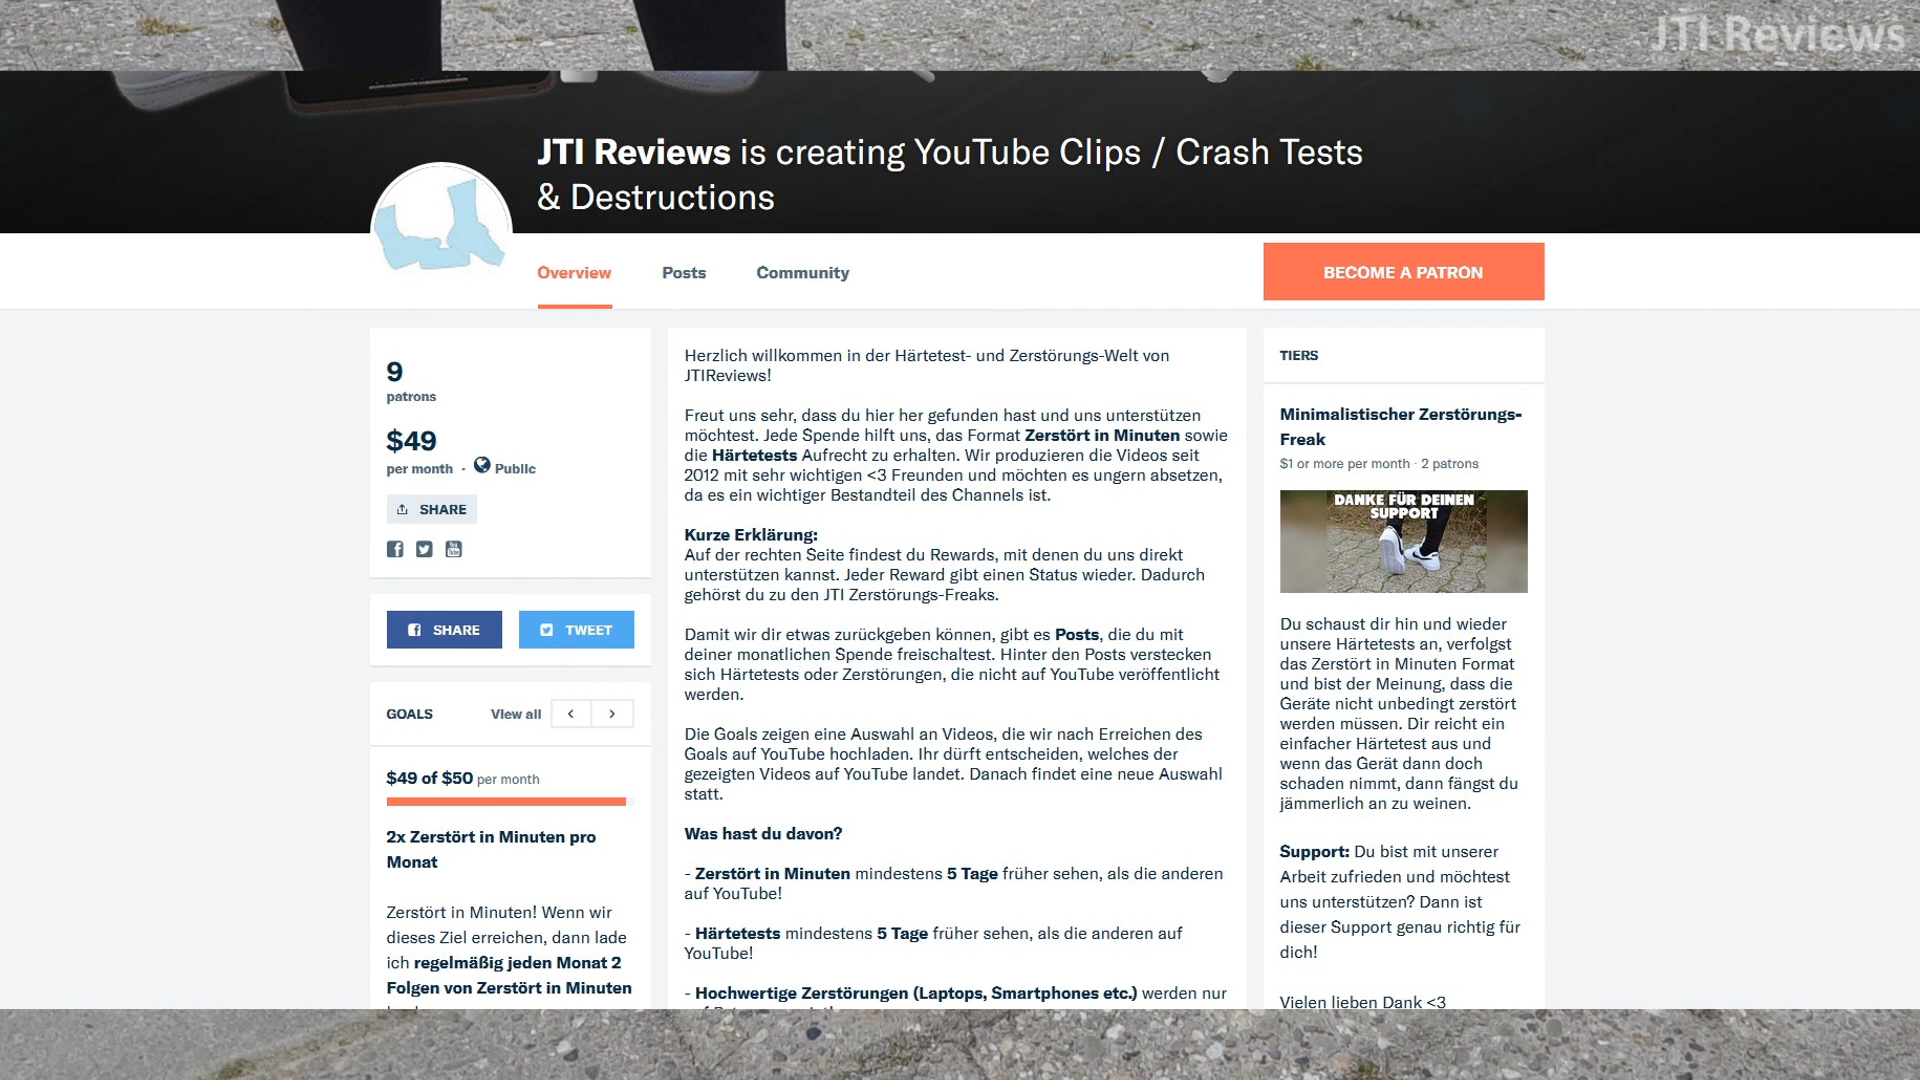 JTI Reviews
JTI Reviews is creating YouTube Clips / Crash Tests
& Destructions
Overview
Posts
Community
BECOME A PATRON
9
patrons
$49
per month · Public
SHARE
SHARE
TWEET
GOALS
View all
$49 of $50 per month
2x Zerstört in Minuten pro
Monat
Zerstört in Minuten! Wenn wir
dieses Ziel erreichen, dann lade
ich regelmäßig jeden Monat 2
Folgen von Zerstört in Minuten
Herzlich willkommen in der Härtetest- und Zerstörungs-Welt von
JTIReviews!
Freut uns sehr, dass du hier her gefunden hast und uns unterstützen
möchtest. Jede Spende hilft uns, das Format Zerstört in Minuten sowie
die Härtetests Aufrecht zu erhalten. Wir produzieren die Videos seit
2012 mit sehr wichtigen <3 Freunden und möchten es ungern absetzen,
da es ein wichtiger Bestandteil des Channels ist.
Kurze Erklärung:
Auf der rechten Seite findest du Rewards, mit denen du uns direkt
unterstützen kannst. Jeder Reward gibt einen Status wieder. Dadurch
gehörst du zu den JTI Zerstörungs-Freaks.
Damit wir dir etwas zurückgeben können, gibt es Posts, die du mit
deiner monatlichen Spende freischaltest. Hinter den Posts verstecken
sich Härtetests oder Zerstörungen, die nicht auf YouTube veröffentlicht
werden.
Die Goals zeigen eine Auswahl an Videos, die wir nach Erreichen des
Goals auf YouTube hochladen. Ihr dürft entscheiden, welches der
gezeigten Videos auf YouTube landet. Danach findet eine neue Auswahl
statt.
Was hast du davon?
- Zerstört in Minuten mindestens 5 Tage früher sehen, als die anderen
auf YouTube!
- Härtetests mindestens 5 Tage früher sehen, als die anderen auf
YouTube!
- Hochwertige Zerstörungen (Laptops, Smartphones etc.) werden nur
TIERS
Minimalistischer Zerstörungs-
Freak
$1 or more per month · 2 patrons
DANKE FÜR DEINEN
SUPPORT
Du schaust dir hin und wieder
unsere Härtetests an, verfolgst
das Zerstört in Minuten Format
und bist der Meinung, dass die
Geräte nicht unbedingt zerstört
werden müssen. Dir reicht ein
einfacher Härtetest aus und
wenn das Gerät dann doch
schaden nimmt, dann fängst du
jämmerlich an zu weinen.
Support: Du bist mit unserer
Arbeit zufrieden und möchtest
uns unterstützen? Dann ist
dieser Support genau richtig für
dich!
Vielen lieben Dank <3